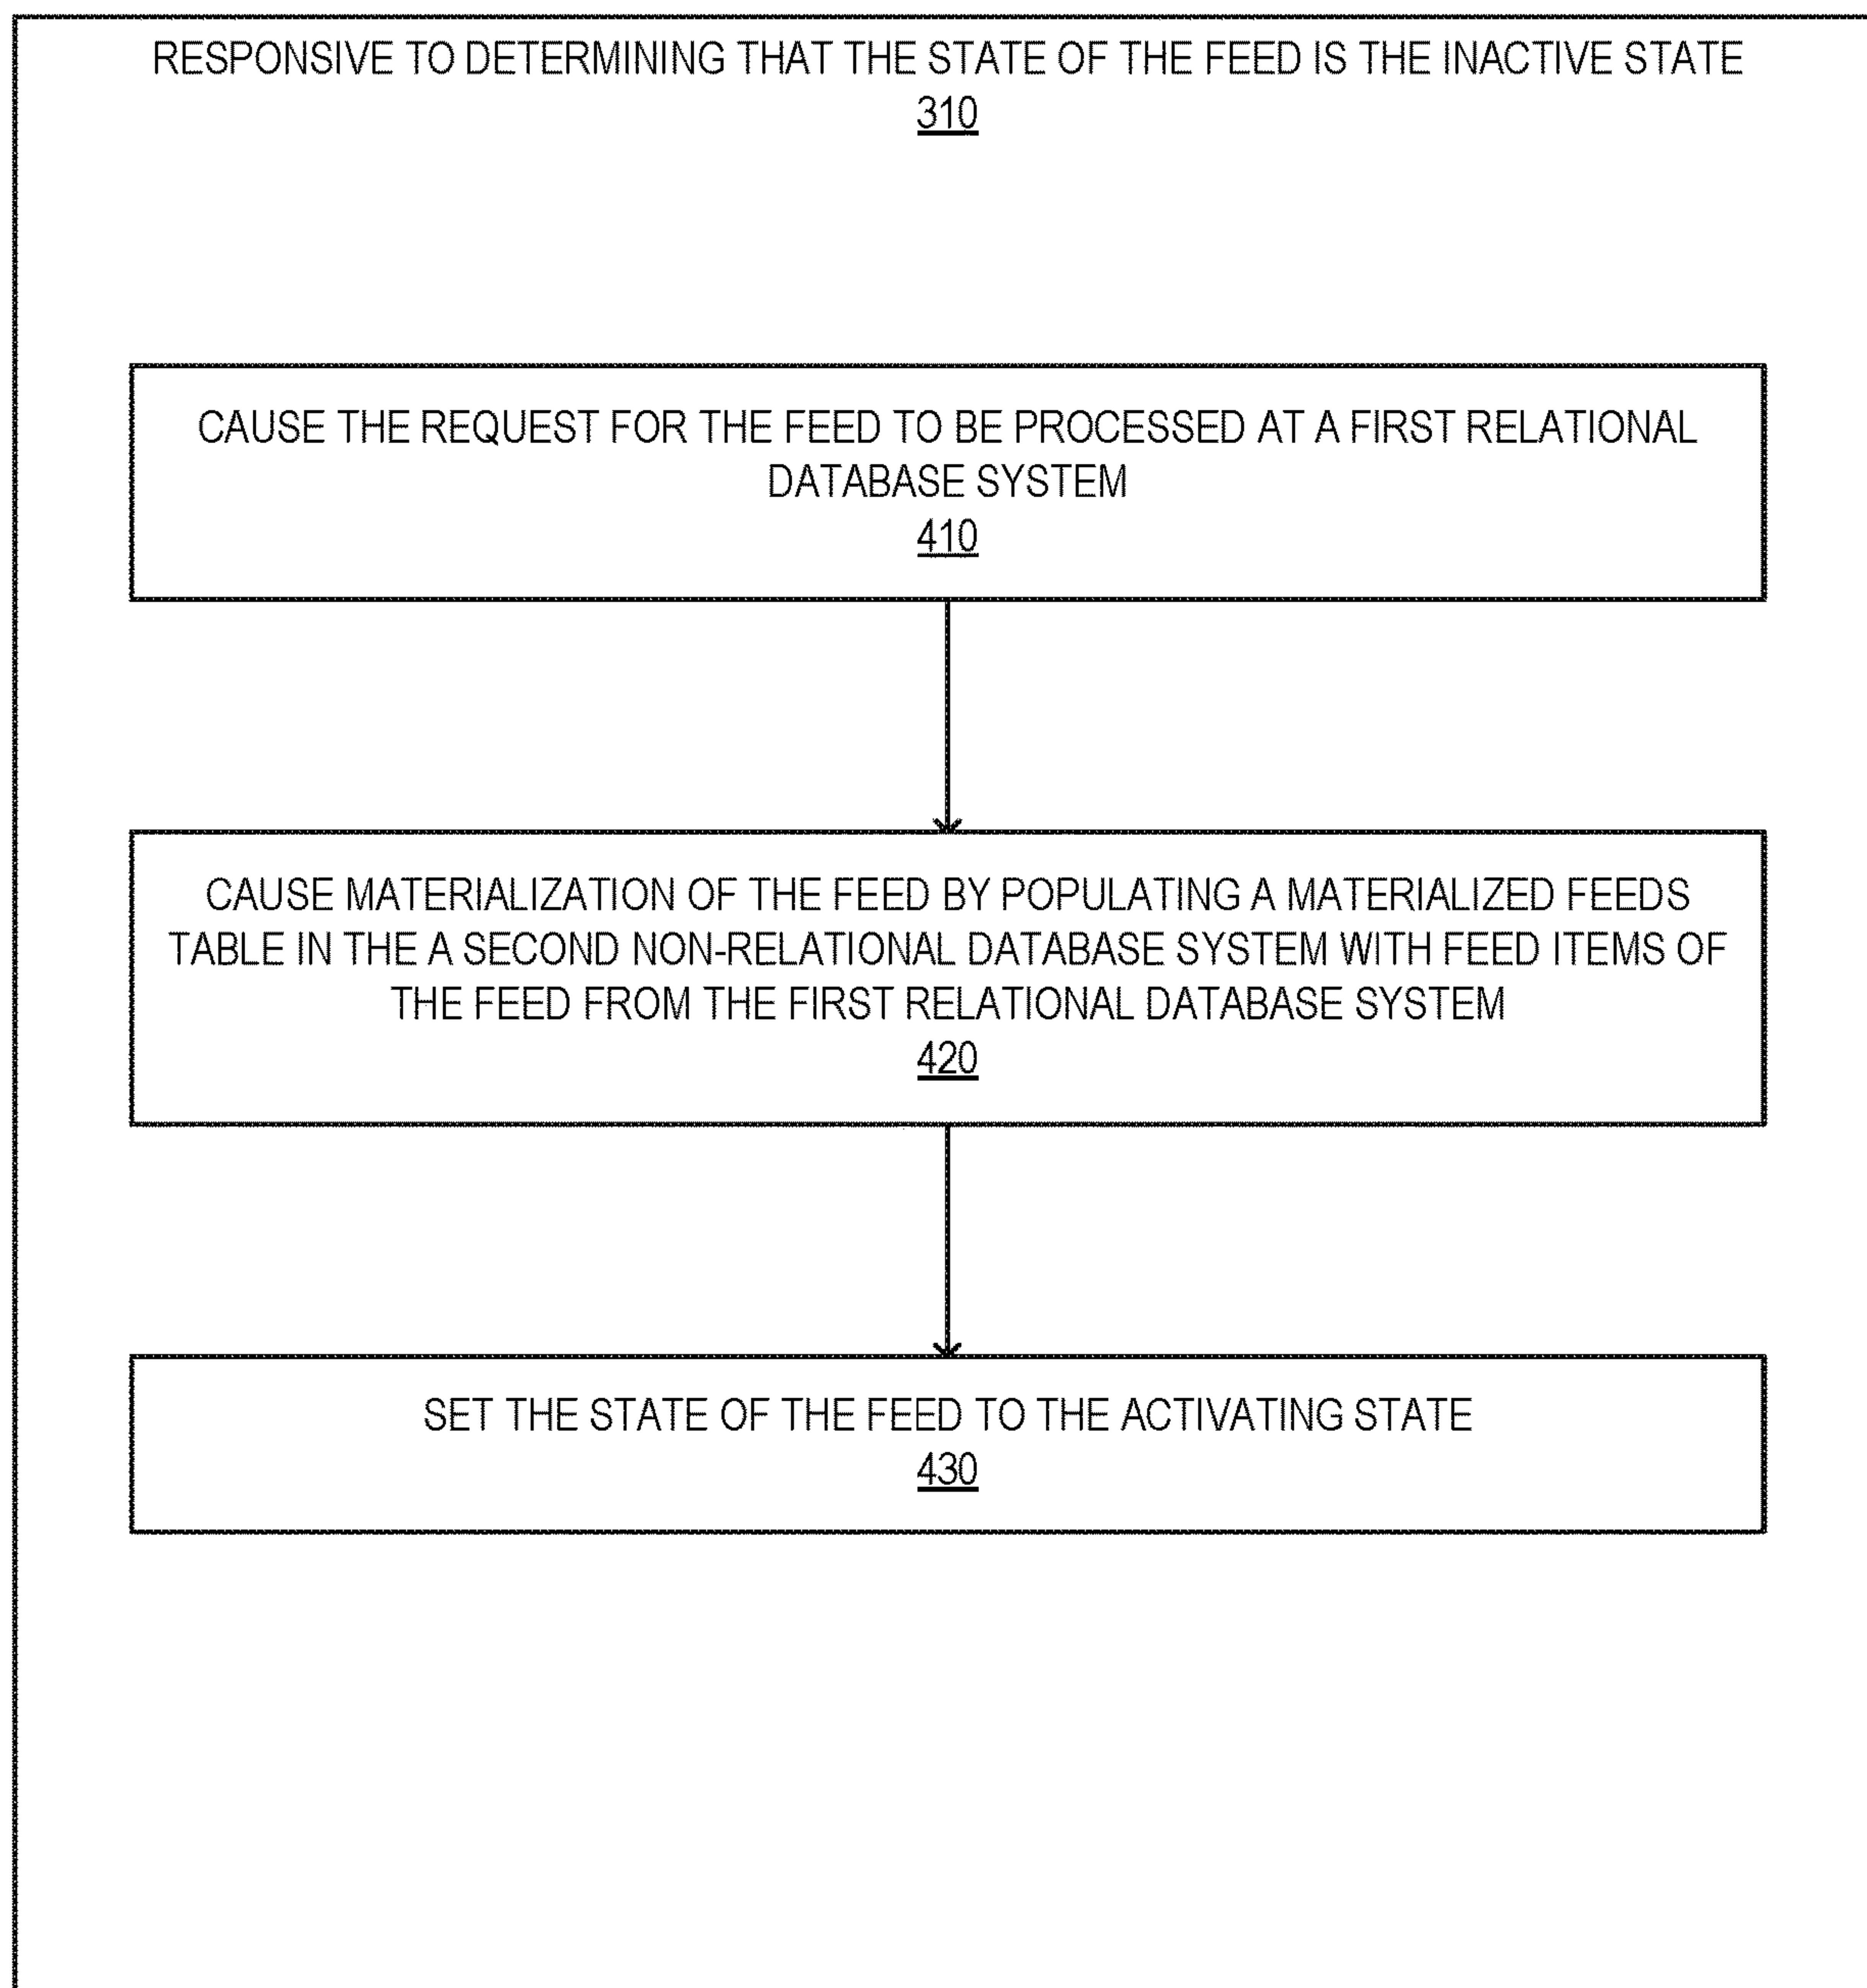 RESPONSIVE TO DETERMINING THAT THE STATE OF THE FEED IS THE INACTIVE STATE
310
CAUSE THE REQUEST FOR THE FEED TO BE PROCESSED AT A FIRST RELATIONAL
DATABASE SYSTEM
410
CAUSE MATERIALIZATION OF THE FEED BY POPULATING A MATERIALIZED FEEDS
TABLE IN THE A SECOND NON-RELATIONAL DATABASE SYSTEM WITH FEED ITEMS OF
THE FEED FROM THE FIRST RELATIONAL DATABASE SYSTEM
420
SET THE STATE OF THE FEED TO THE ACTIVATING STATE
430